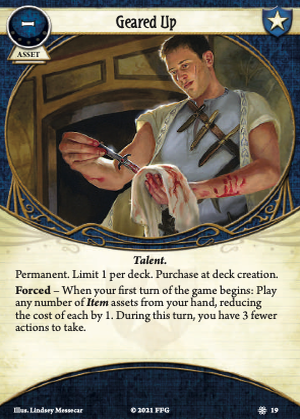 Geared Up
ASSET
Talent.
Permanent. Limit 1 per deck. Purchase at deck creation.
Forced – When your first turn of the game begins: Play
any number of Item assets from your hand, reducing
the cost of each by 1. During this turn, you have 3 fewer
actions to take.
Illus. Lindsey Messecar
© 2021 FFG
19